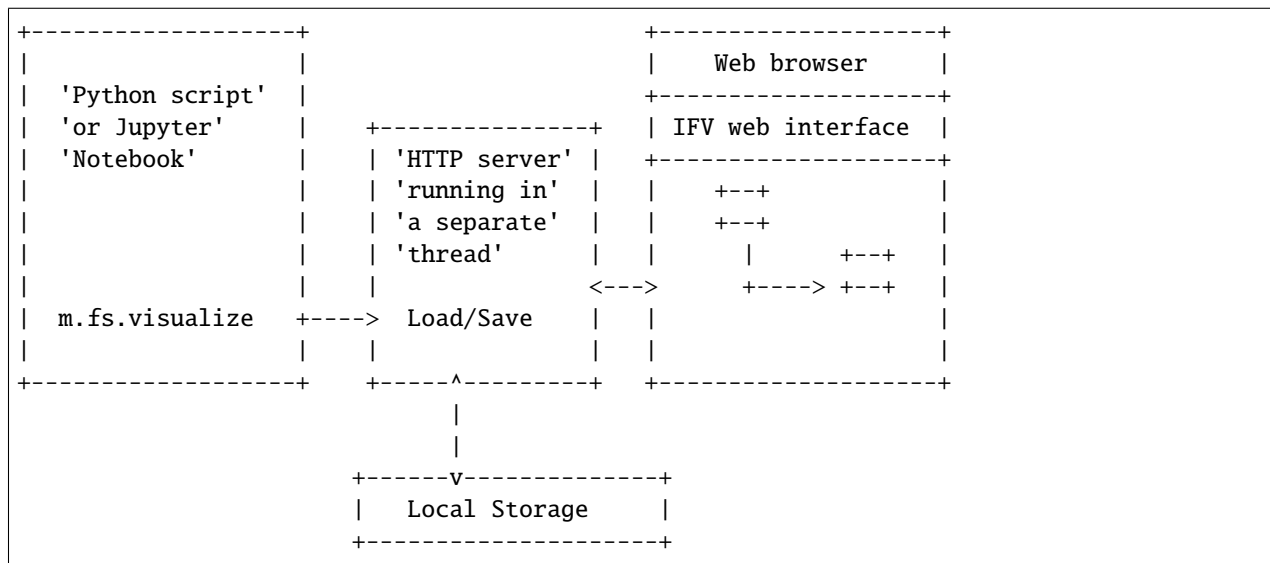 +-------------------+                        +--------------------+
|                   |                        |    Web browser     |
|  'Python script'  |                        +--------------------+
|  'or Jupyter'     |    +---------------+   | IFV web interface  |
|  'Notebook'       |    | 'HTTP server' |   +--------------------+
|                   |    | 'running in'  |   |    +--+            |
|                   |    | 'a separate'  |   |    +--+            |
|                   |    | 'thread'      |   |      |      +--+   |
|                   |    |               <--->      +----> +--+   |
|  m.fs.visualize   +---->  Load/Save    |   |                    |
|                   |    |               |   |                    |
+-------------------+    +-----^---------+   +--------------------+
                               |
                               |
                        +------v--------------+
                        |   Local Storage     |
                        +---------------------+